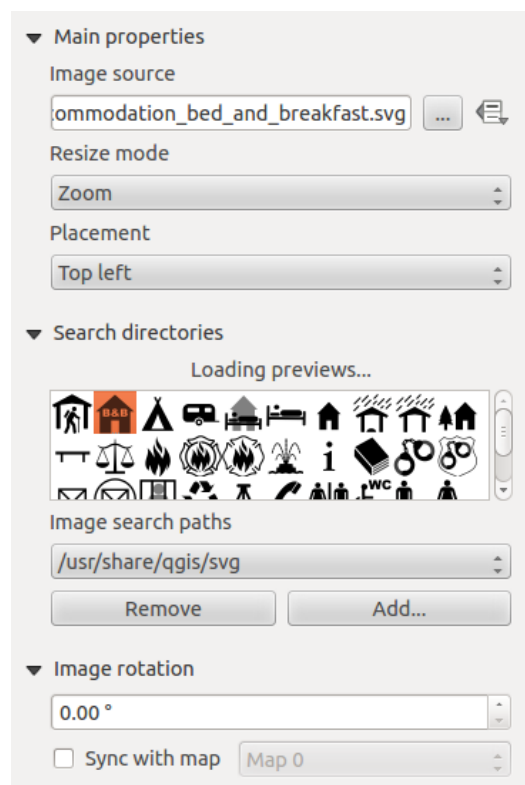 Main properties
Image source
ommodation_bed_and_breakfast.svg ...
Resize mode
Zoom
Placement
Top left
Search directories
Loading previews...
B&B
i
WC
Image search paths
/usr/share/qgis/svg
Remove Add...
Image rotation
0.00 °
Sync with map Map 0